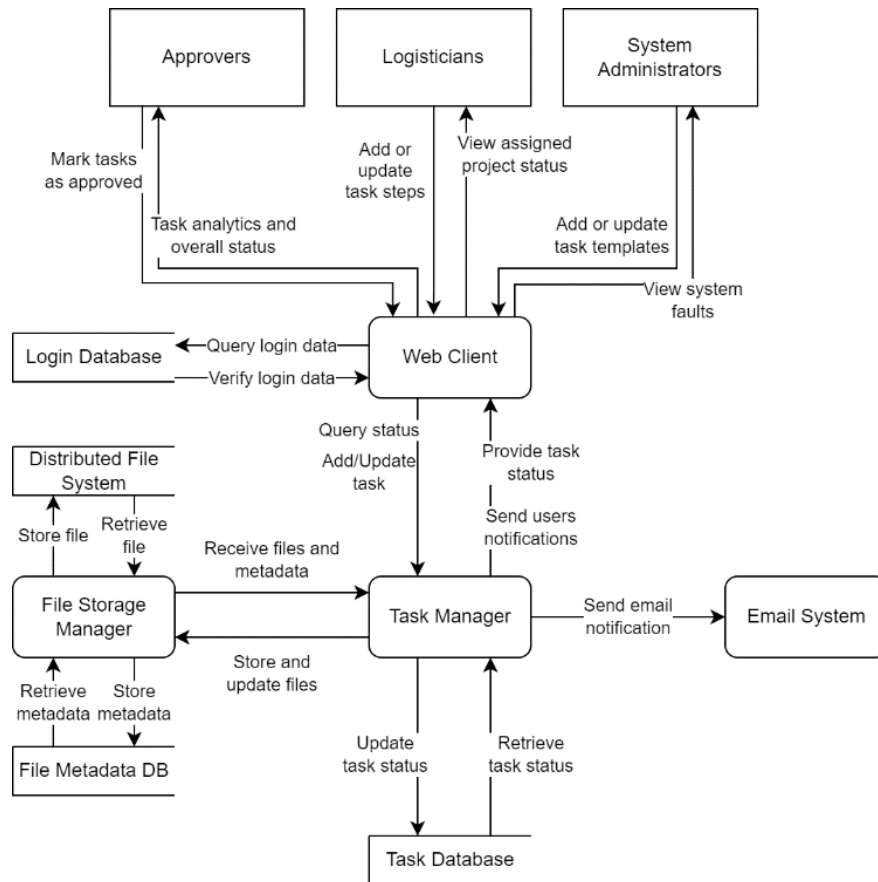 Approvers
Logisticians
System
Administrators
Mark tasks
as approved
Add or
update
task steps
View assigned
project status
Task analytics and
overall status
Add or update
task templates
View system
faults
Login Database
Query login data
Verify login data
Web Client
Query status
Add/Update
task
Provide task
status
Send users
notifications
Distributed File
System
Store file
Retrieve
file
Receive files and
metadata
File Storage
Manager
Task Manager
Send email
notification
Email System
Store and
update files
Retrieve
metadata
Store
metadata
File Metadata DB
Update
task status
Retrieve
task status
Task Database